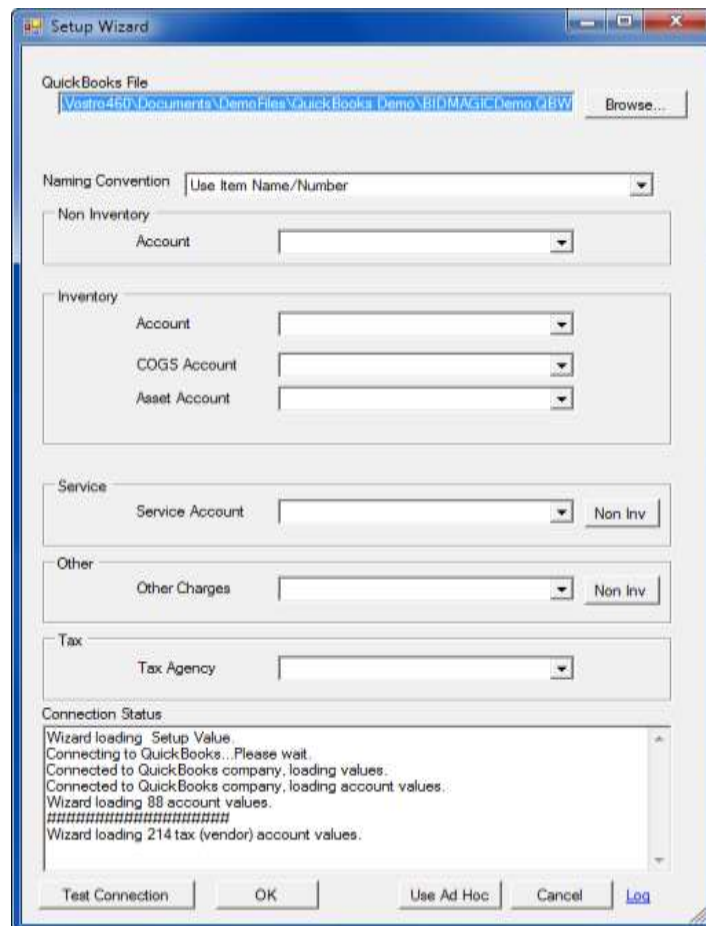 Setup Wizard
QuickBooks File
\Vostro460\Documents\DemoFiles\QuickBooks Demo\BIDMAGICDemo.QBW
Browse...
Naming Convention
Use Item Name/Number
Non Inventory
Account
Inventory
Account
COGS Account
Asset Account
Service
Service Account
Non Inv
Other
Other Charges
Non Inv
Tax
Tax Agency
Connection Status
Wizard loading  Setup Value.
Connecting to QuickBooks...Please wait.
Connected to QuickBooks company, loading values.
Connected to QuickBooks company, loading account values.
Wizard loading 88 account values.
###################
Wizard loading 214 tax (vendor) account values.
Test Connection
OK
Use Ad Hoc
Cancel
Log